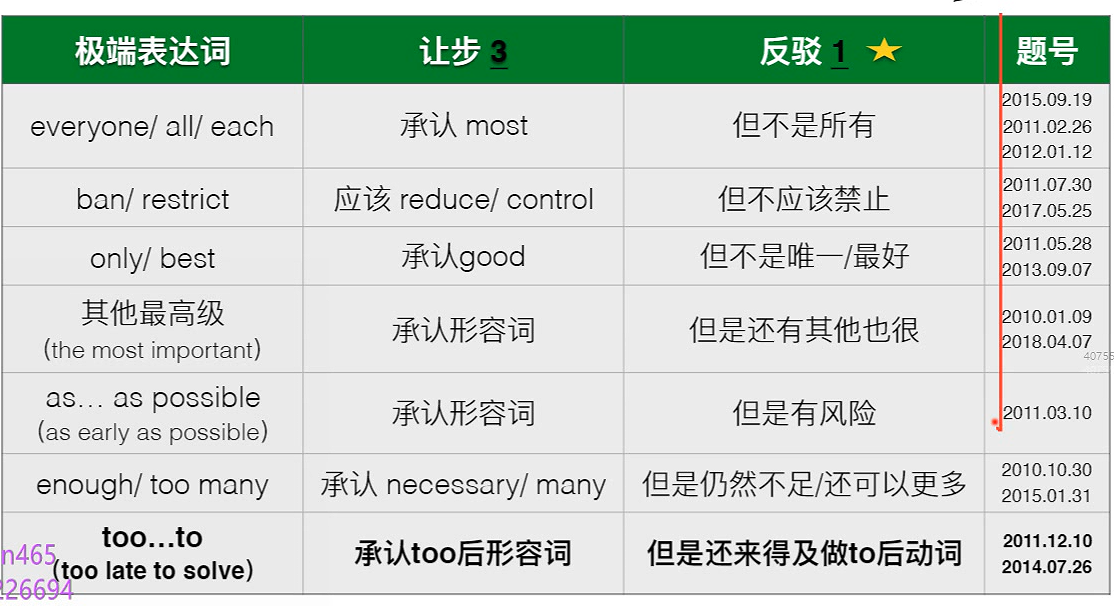 极端表达词 让步 3 反驳 1 题号
everyone/ all/ each 承认 most 但不是所有 2015.09.19
2011.02.26
2012.01.12
ban/ restrict 应该 reduce/ control 但不应该禁止 2011.07.30
2017.05.25
only/ best 承认good 但不是唯一/最好 2011.05.28
2013.09.07
其他最高级 承认形容词 但是还有其他也很 2010.01.09
(the most important) 2018.04.07
40755
as... as possible 承认形容词 但是有风险 2011.03.10
(as early as possible)
enough/ too many 承认 necessary/ many 但是仍然不足/还可以更多 2010.10.30
2015.01.31
too...to 承认too后形容词 但是还来得及做to后动词 2011.12.10
(too late to solve) 2014.07.26
n465
226694